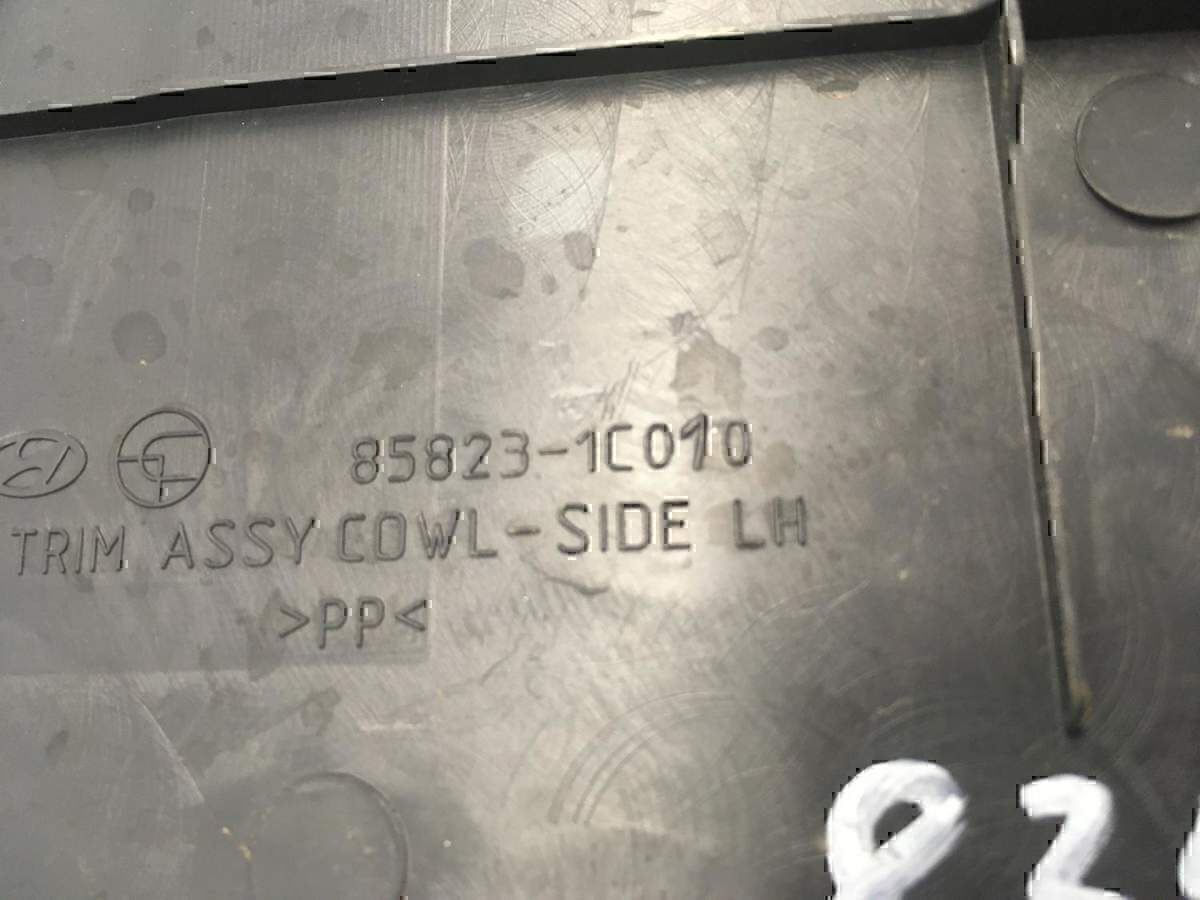 85823-1C010
TRIM ASSY COWL-SIDE LH
>PP<